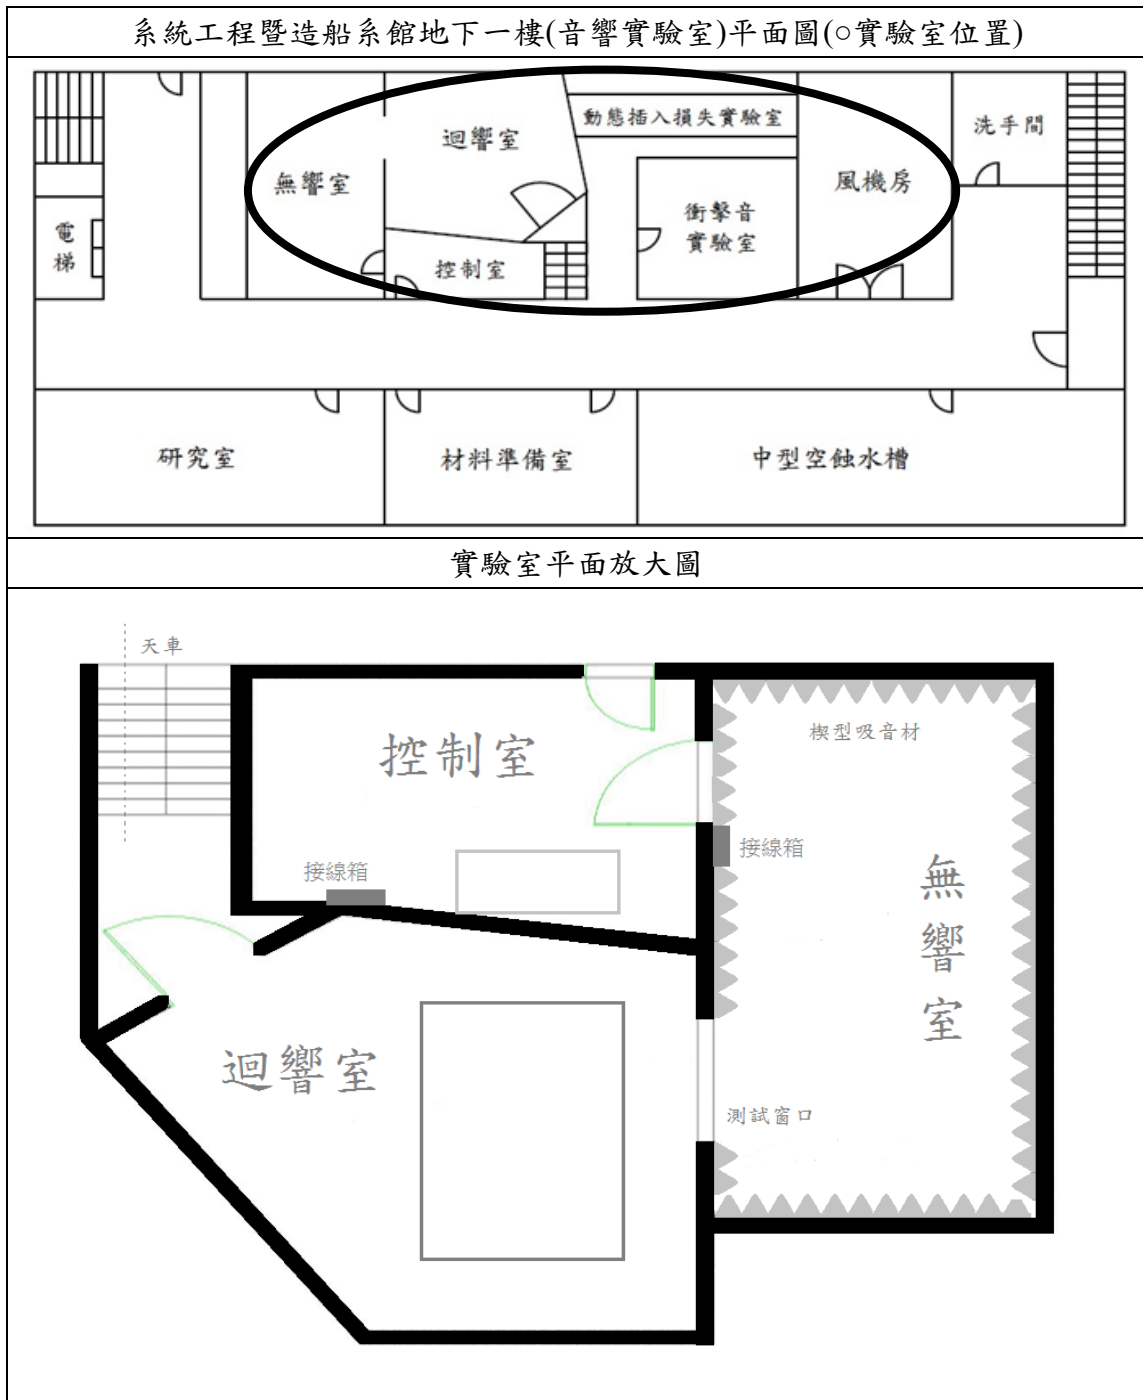 系統工程暨造船系館地下一樓(音響實驗室)平面圖(○實驗室位置)
動態插入損失實驗室
洗手間
迴響室
無響室
風機房
衝擊音
實驗室
電
梯
控制室
研究室
材料準備室
中型空蝕水槽
實驗室平面放大圖
天車
楔型吸音材
控制室
接線箱
接線箱
無
響
室
迴響室
測試窗口